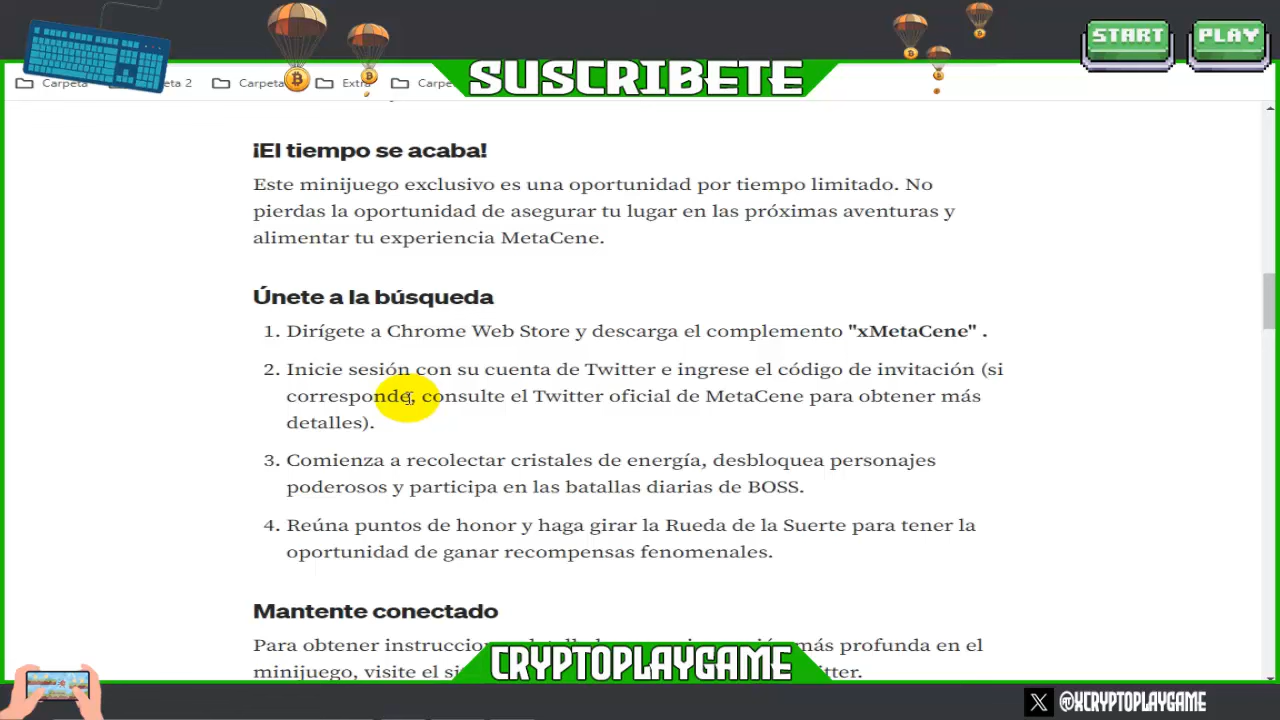 START PLAY
SUSCRIBETE
Carpeta 2 Carpeta Extra
¡El tiempo se acaba!
Este minijuego exclusivo es una oportunidad por tiempo limitado. No
pierdas la oportunidad de asegurar tu lugar en las próximas aventuras y
alimentar tu experiencia MetaCene.
Únete a la búsqueda
1. Dirígete a Chrome Web Store y descarga el complemento "xMetaCene" .
2. Inicie sesión con su cuenta de Twitter e ingrese el código de invitación (si
corresponde, consulte el Twitter oficial de MetaCene para obtener más
detalles).
3. Comienza a recolectar cristales de energía, desbloquea personajes
poderosos y participa en las batallas diarias de BOSS.
4. Reúna puntos de honor y haga girar la Rueda de la Suerte para tener la
oportunidad de ganar recompensas fenomenales.
Mantente conectado
Para obtener más profunda en el
minijuego, visite el
CRYPTOPLAYGAME
X @XCRYPTOPLAYGAME